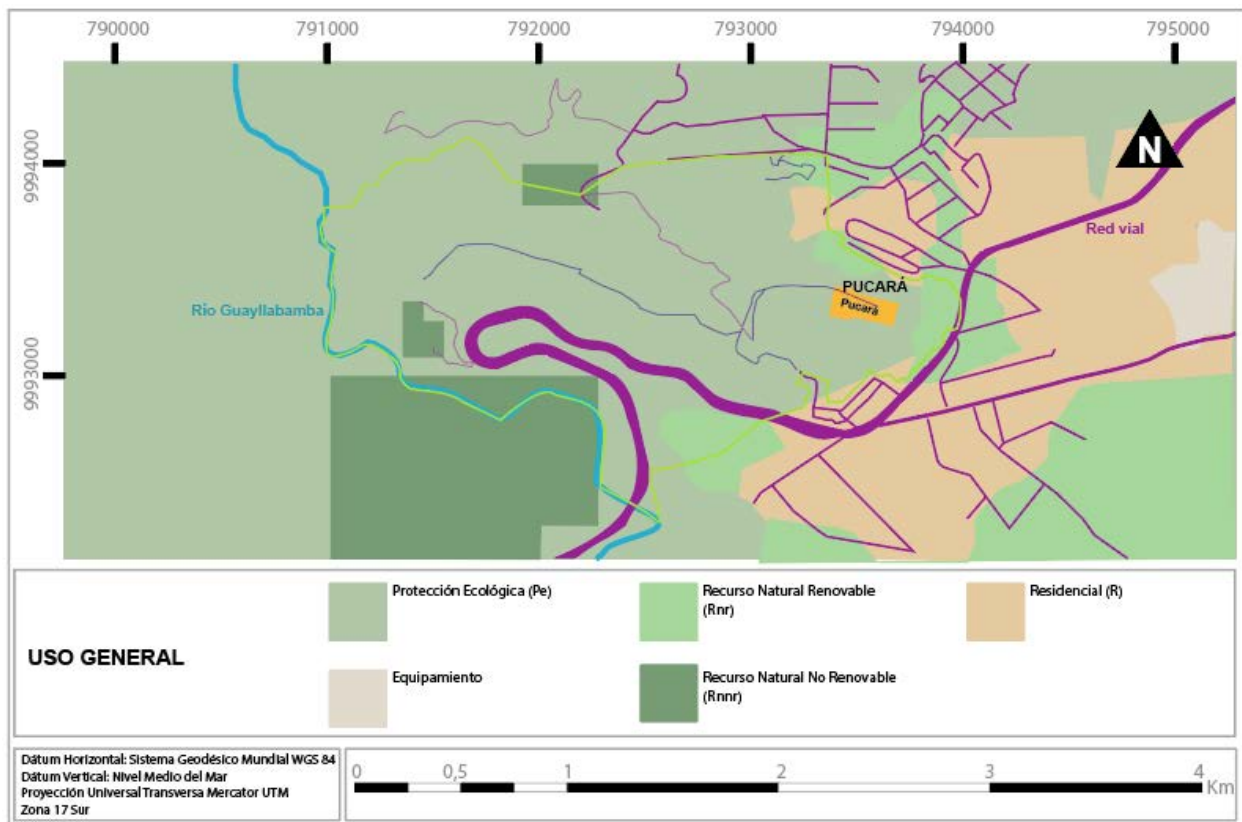 790000 791000 792000 793000 794000 795000
9994000
9993000
N
Red vial
PUCARÁ
Pucará
Río Guayllabamba
USO GENERAL
Protección Ecológica (Pe)
Equipamiento
Recurso Natural Renovable
(Rnr)
Recurso Natural No Renovable
(Rnnr)
Residencial (R)
Dátum Horizontal: Sistema Geodésico Mundial WGS 84
Dátum Vertical: Nivel Medio del Mar
Proyección Universal Transversa Mercator UTM
Zona 17 Sur
0 0,5 1 2 3 4
Km